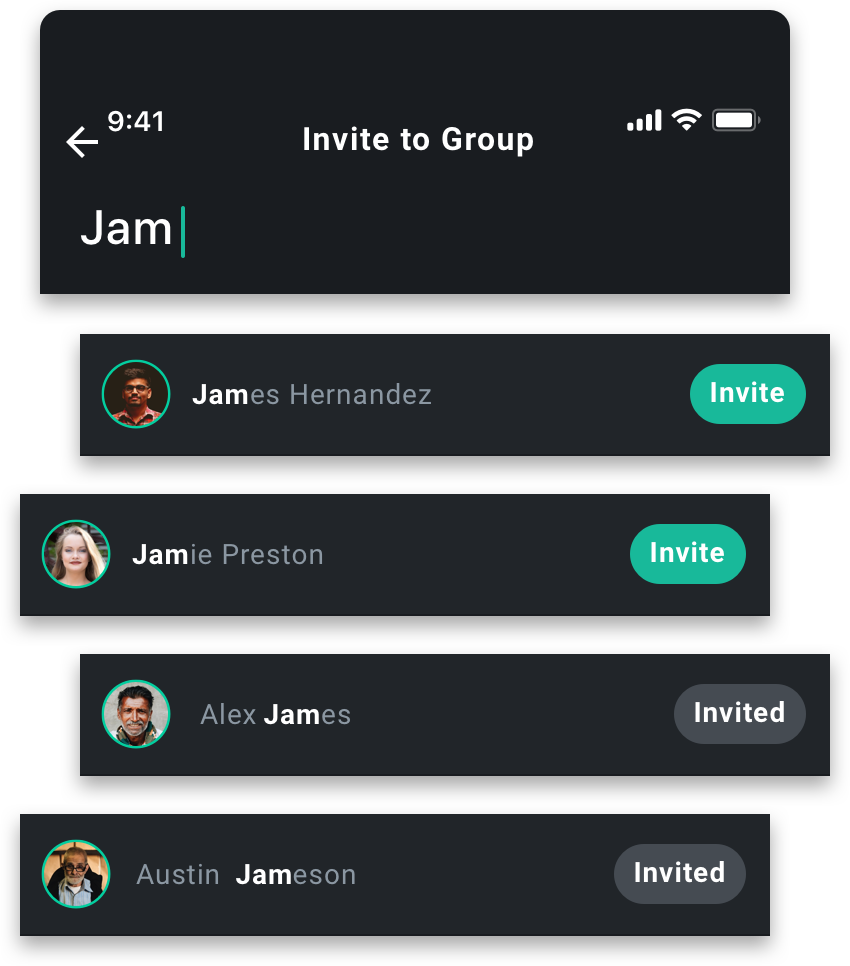 9:41
Invite to Group
Jam
James Hernandez Invite
Jamie Preston Invite
Alex James Invited
Austin Jameson Invited